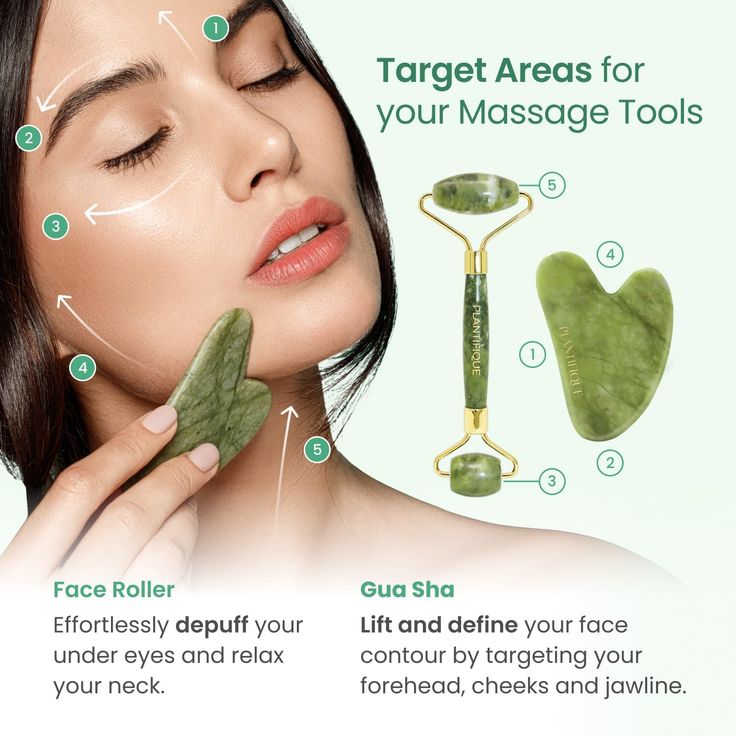 Target Areas for
your Massage Tools
1
2
3
4
5
5
4
1
2
3
PLANTIFIQUE
PLANTIFIQUE
Face Roller
Effortlessly depuff your
under eyes and relax
your neck.
Gua Sha
Lift and define your face
contour by targeting your
forehead, cheeks and jawline.